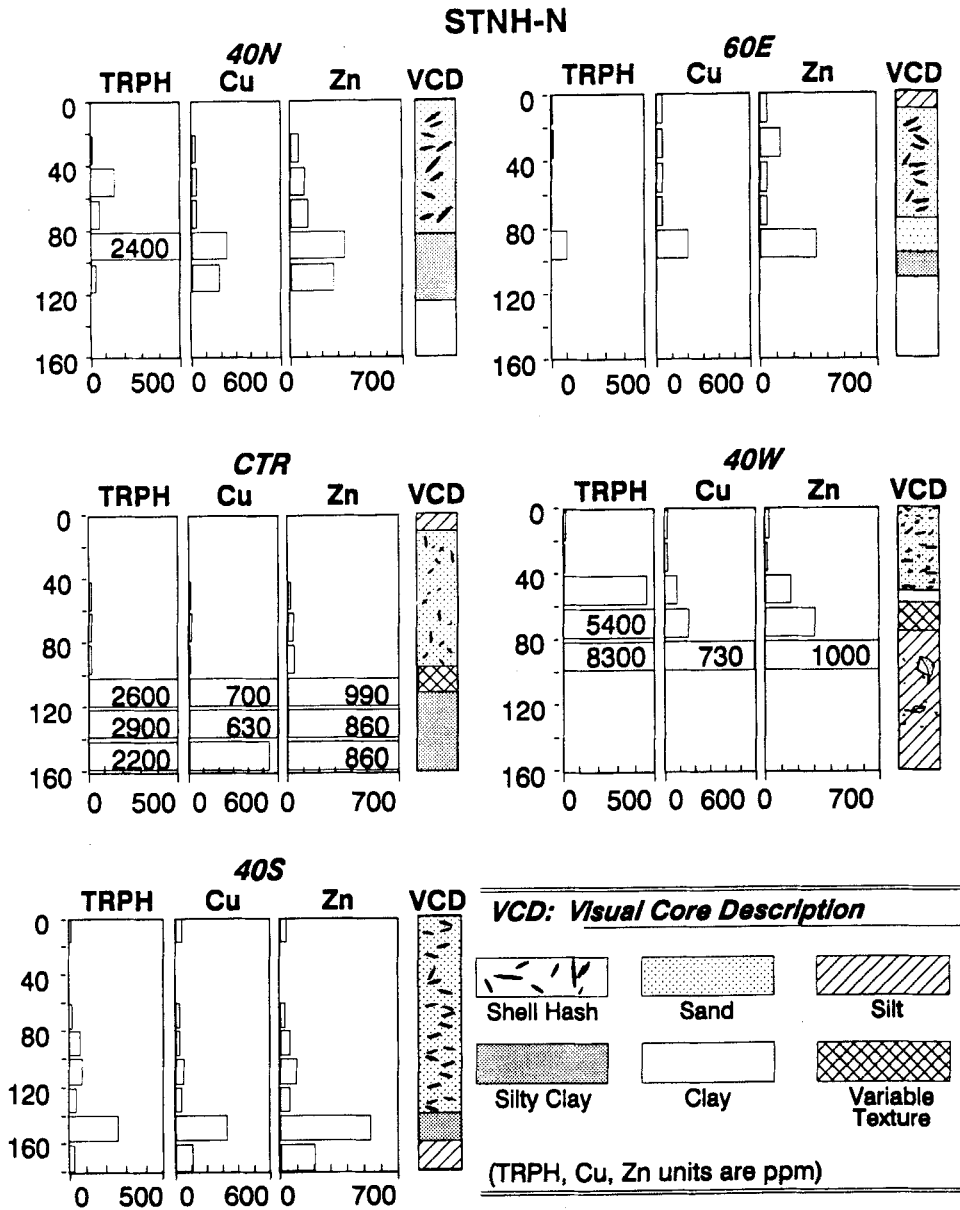 STNH-N
40N
TRPH Cu Zn VCD
0
40
80
120
160
2400
0 500 0 600 0 700
60E
TRPH Cu Zn VCD
0
40
80
120
160
0 500 0 600 0 700
CTR
TRPH Cu Zn VCD
0
40
80
120
160
2600 700 990
2900 630 860
2200 860
0 500 0 600 0 700
40W
TRPH Cu Zn VCD
0
40
80
120
160
5400
8300 730 1000
0 500 0 600 0 700
40S
TRPH Cu Zn VCD
0
40
80
120
160
0 500 0 600 0 700
VCD: Visual Core Description
Shell Hash Sand Silt
Silty Clay Clay Variable
Texture
(TRPH, Cu, Zn units are ppm)